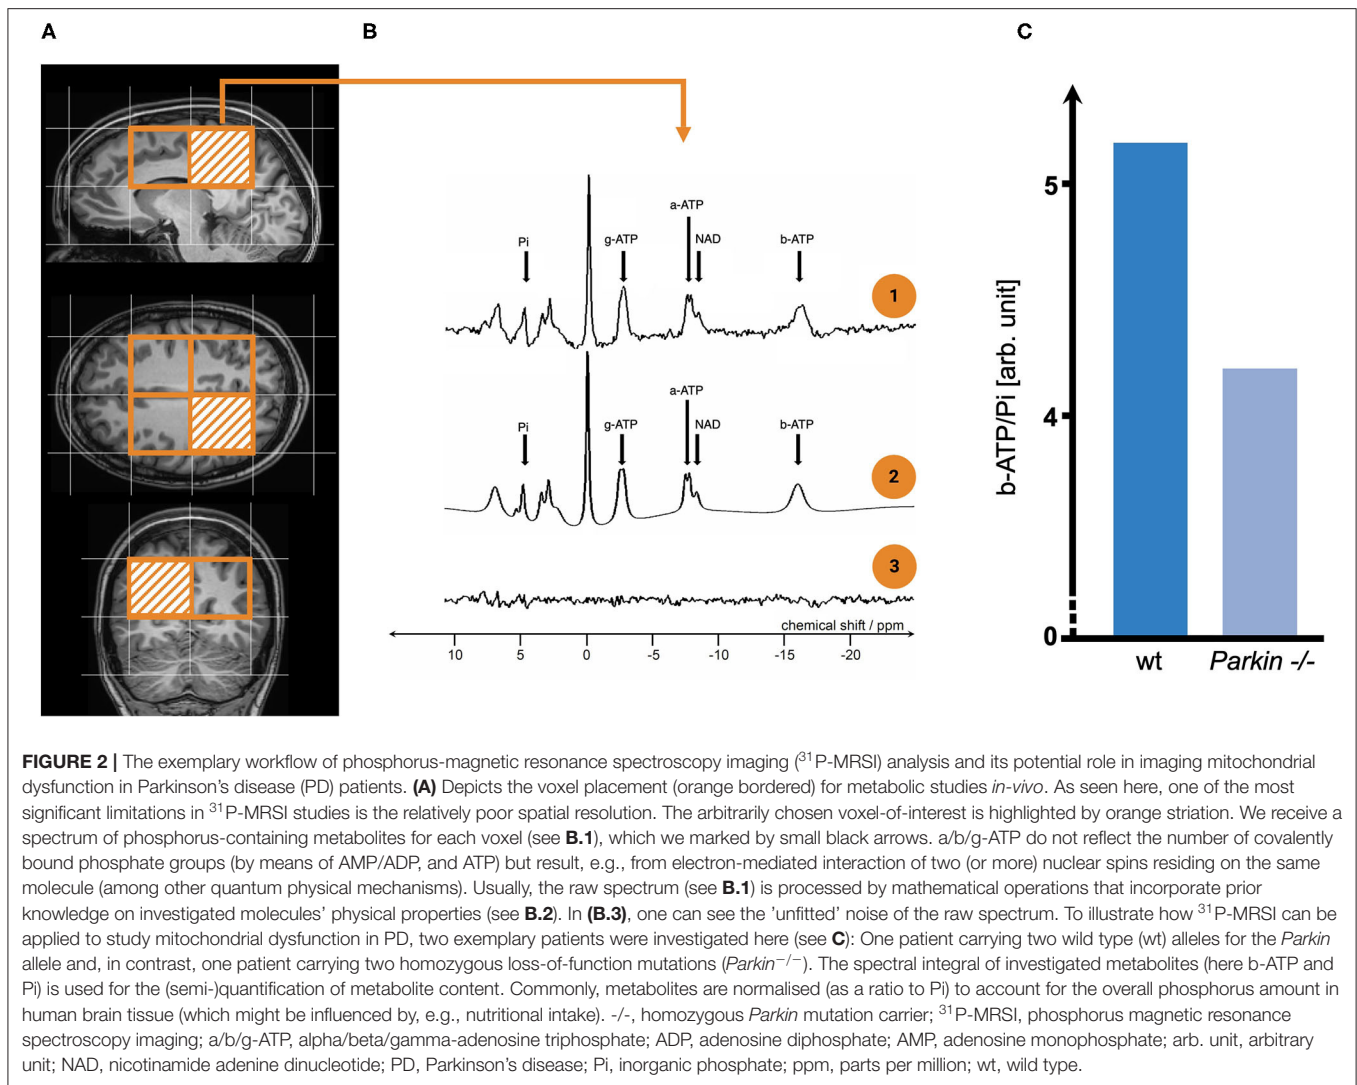 A
B
C
a-ATP
Pi
g-ATP
NAD
b-ATP
1
a-ATP
Pi
g-ATP
NAD
b-ATP
2
3
chemical shift / ppm
10 5 0 -5 -10 -15 -20
b-ATP/Pi [arb. unit]
5
4
0
wt Parkin -/-
FIGURE 2 | The exemplary workflow of phosphorus-magnetic resonance spectroscopy imaging (³¹P-MRSI) analysis and its potential role in imaging mitochondrial
dysfunction in Parkinson's disease (PD) patients. (A) Depicts the voxel placement (orange bordered) for metabolic studies in-vivo. As seen here, one of the most
significant limitations in ³¹P-MRSI studies is the relatively poor spatial resolution. The arbitrarily chosen voxel-of-interest is highlighted by orange striation. We receive a
spectrum of phosphorus-containing metabolites for each voxel (see B.1), which we marked by small black arrows. a/b/g-ATP do not reflect the number of covalently
bound phosphate groups (by means of AMP/ADP, and ATP) but result, e.g., from electron-mediated interaction of two (or more) nuclear spins residing on the same
molecule (among other quantum physical mechanisms). Usually, the raw spectrum (see B.1) is processed by mathematical operations that incorporate prior
knowledge on investigated molecules' physical properties (see B.2). In (B.3), one can see the 'unfitted' noise of the raw spectrum. To illustrate how ³¹P-MRSI can be
applied to study mitochondrial dysfunction in PD, two exemplary patients were investigated here (see C): One patient carrying two wild type (wt) alleles for the Parkin
allele and, in contrast, one patient carrying two homozygous loss-of-function mutations (Parkin⁻/⁻). The spectral integral of investigated metabolites (here b-ATP and
Pi) is used for the (semi-)quantification of metabolite content. Commonly, metabolites are normalised (as a ratio to Pi) to account for the overall phosphorus amount in
human brain tissue (which might be influenced by, e.g., nutritional intake). -/-, homozygous Parkin mutation carrier; ³¹P-MRSI, phosphorus magnetic resonance
spectroscopy imaging; a/b/g-ATP, alpha/beta/gamma-adenosine triphosphate; ADP, adenosine diphosphate; AMP, adenosine monophosphate; arb. unit, arbitrary
unit; NAD, nicotinamide adenine dinucleotide; PD, Parkinson's disease; Pi, inorganic phosphate; ppm, parts per million; wt, wild type.